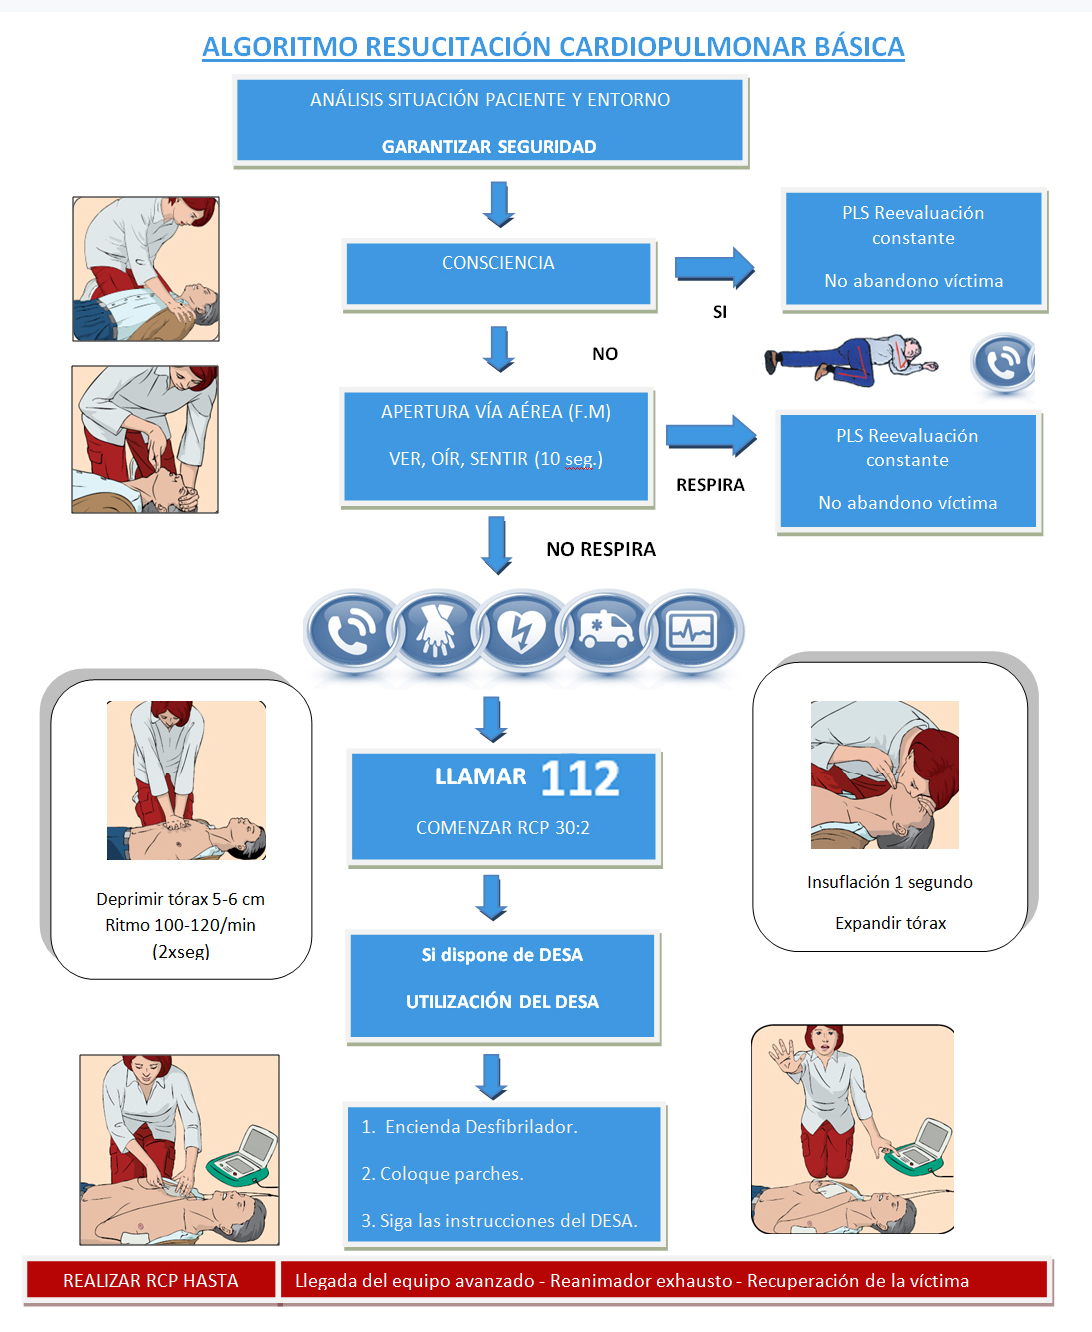 ALGORITMO RESUCITACIÓN CARDIOPULMONAR BÁSICA
ANÁLISIS SITUACIÓN PACIENTE Y ENTORNO
GARANTIZAR SEGURIDAD
CONSCIENCIA
SI
PLS Reevaluación
constante
No abandono víctima
NO
APERTURA VÍA AÉREA (F.M)
VER, OÍR, SENTIR (10 seg.)
RESPIRA
PLS Reevaluación
constante
No abandono víctima
NO RESPIRA
LLAMAR 112
COMENZAR RCP 30:2
Deprimir tórax 5-6 cm
Ritmo 100-120/min
(2xseg)
Insuflación 1 segundo
Expandir tórax
Si dispone de DESA
UTILIZACIÓN DEL DESA
1. Encienda Desfibrilador.
2. Coloque parches.
3. Siga las instrucciones del DESA.
REALIZAR RCP HASTA
Llegada del equipo avanzado - Reanimador exhausto - Recuperación de la víctima